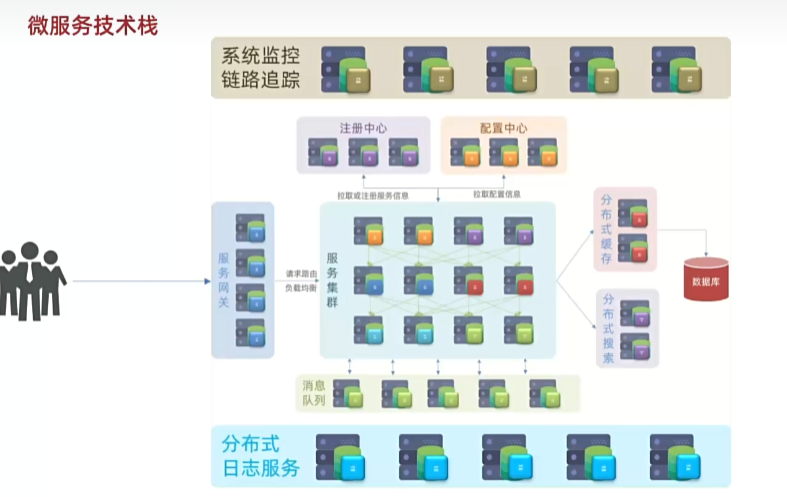 微服务技术栈
系统监控
链路追踪
注册中心
配置中心
拉取或注册服务信息
拉取配置信息
服务网关
请求路由
负载均衡
服务集群
分布式缓存
数据库
分布式搜索
消息
队列
分布式
日志服务